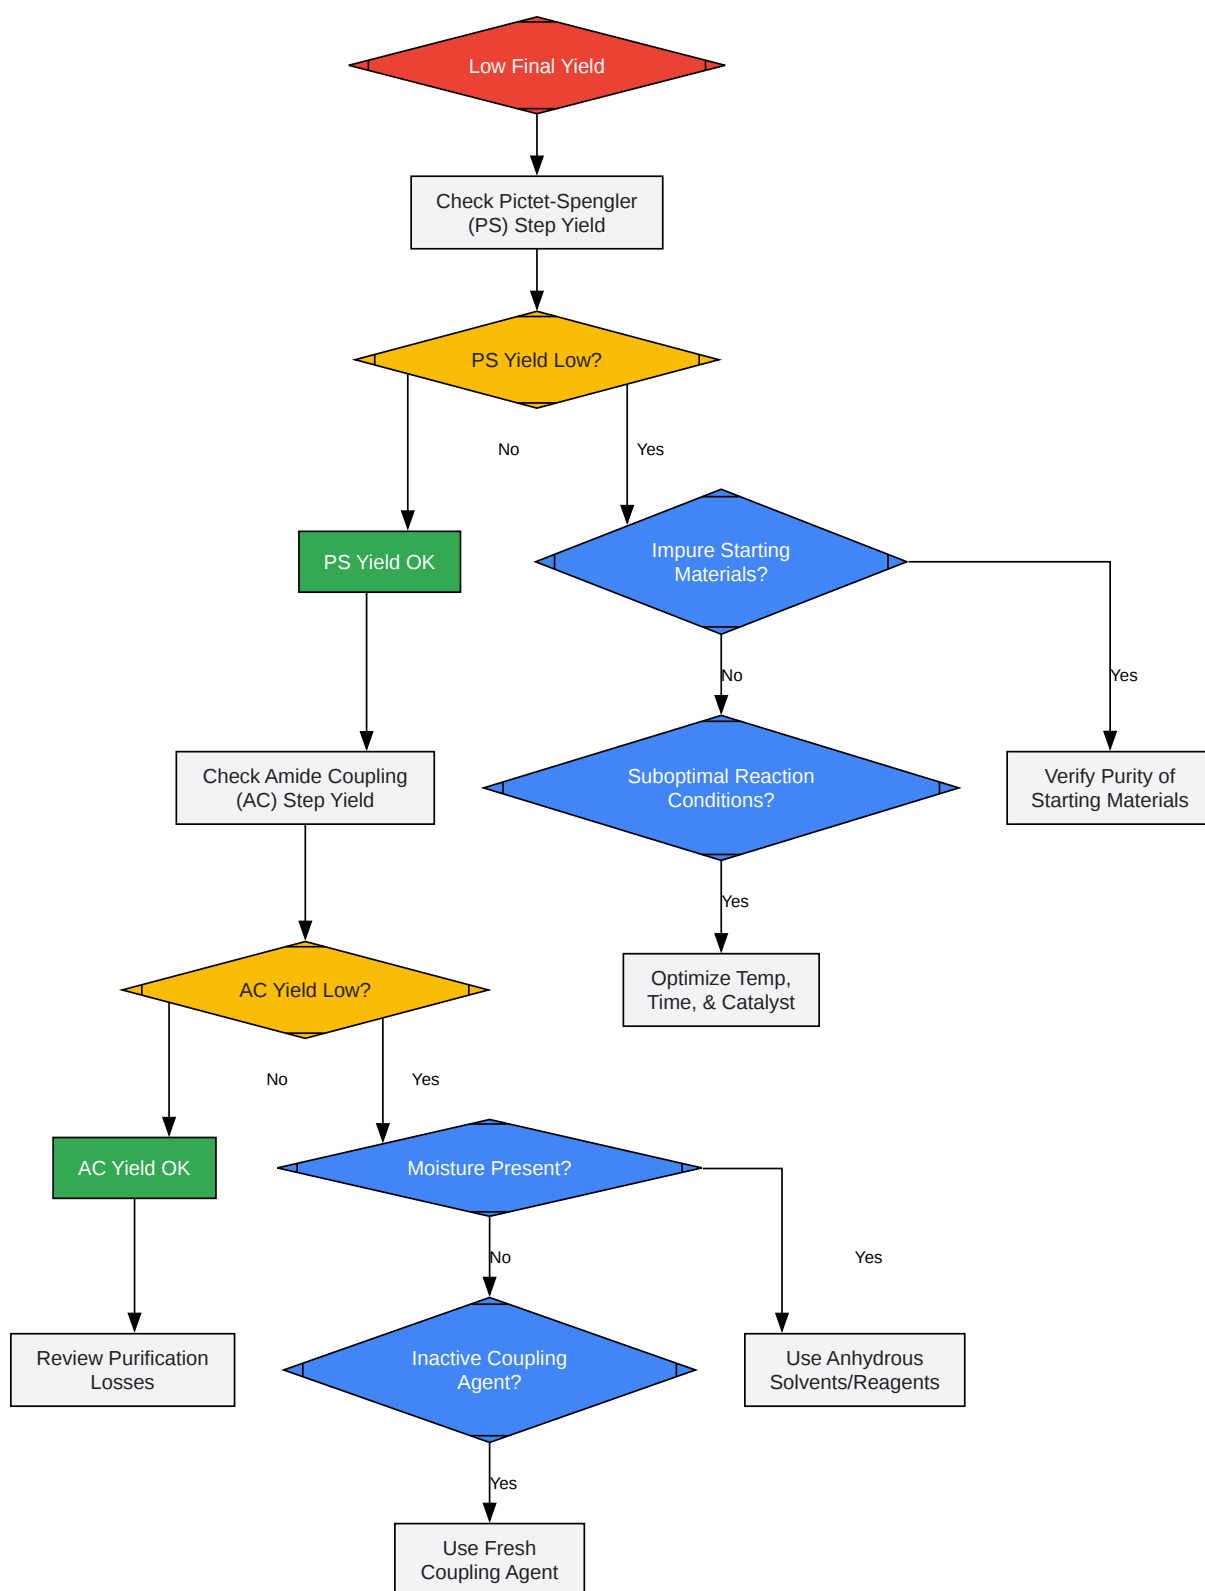 Low Final Yield
Check Pictet-Spengler
(PS) Step Yield
PS Yield Low?
No
Yes
PS Yield OK
Impure Starting
Materials?
No
Yes
Check Amide Coupling
(AC) Step Yield
Suboptimal Reaction
Conditions?
Verify Purity of
Starting Materials
Yes
AC Yield Low?
Optimize Temp,
Time, & Catalyst
No
Yes
AC Yield OK
Moisture Present?
No
Yes
Review Purification
Losses
Inactive Coupling
Agent?
Use Anhydrous
Solvents/Reagents
Yes
Use Fresh
Coupling Agent